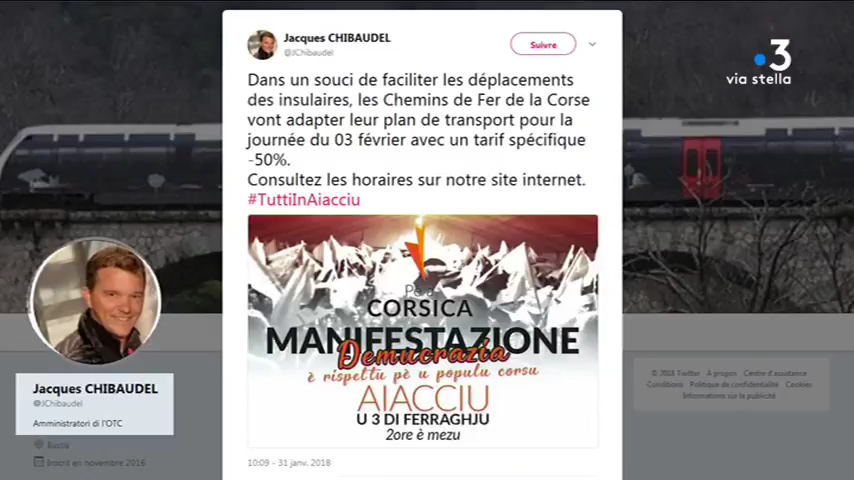 Jacques CHIBAUDEL
@JChibaudel
Suivre
Dans un souci de faciliter les déplacements
des insulaires, les Chemins de Fer de la Corse
vont adapter leur plan de transport pour la
journée du 03 février avec un tarif spécifique
-50%.
Consultez les horaires sur notre site internet.
#TuttiInAiacciu
CORSICA
MANIFESTAZIONE
Demucrazia
è rispettu pè u populu corsu
AIACCIU
U 3 DI FERRAGHJU
2ore è mezu
10:09 - 31 janv. 2018
3
via stella
Jacques CHIBAUDEL
@JChibaudel
Amministratori di l'OTC
Bastia
Inscrit en novembre 2016
© 2018 Twitter À propos Centre d'assistance
Conditions Politique de confidentialité Cookies
Informations sur la publicité